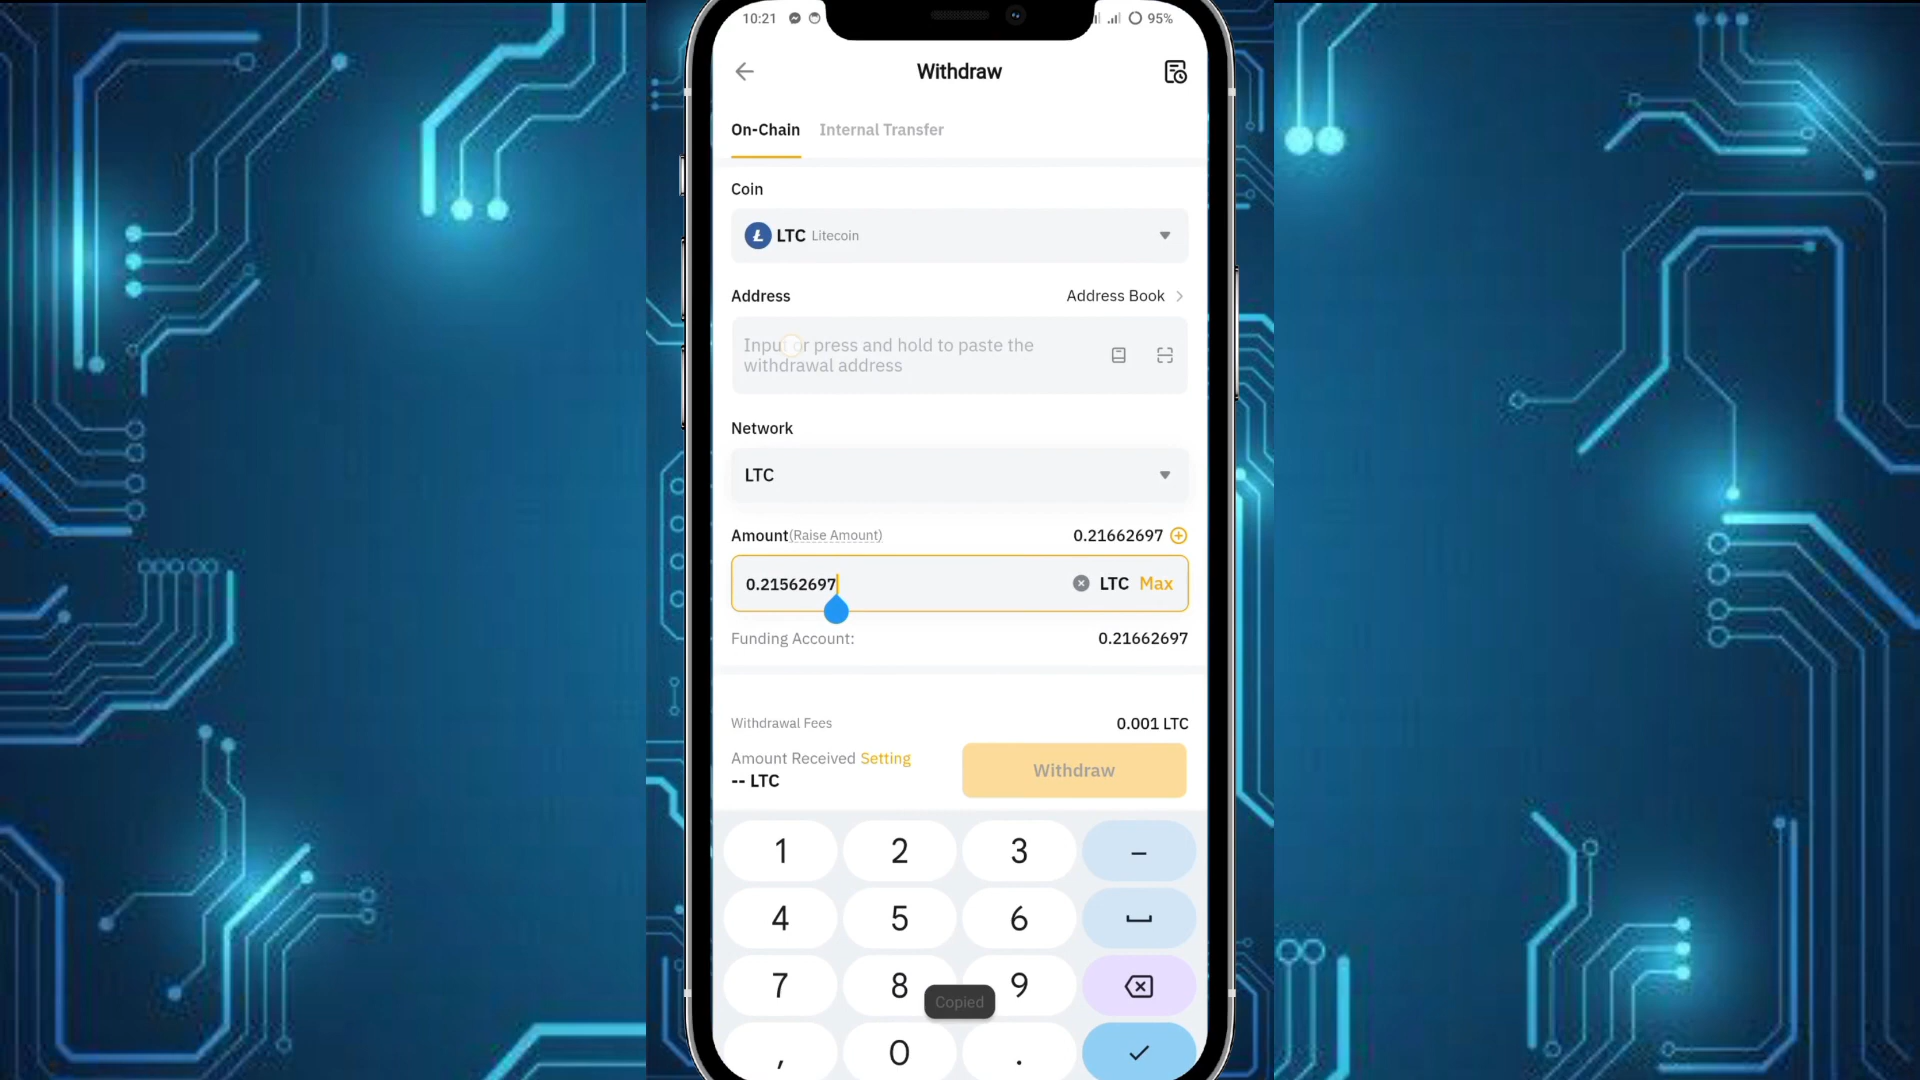 10:21
95%
Withdraw
On-Chain Internal Transfer
Coin
LTC Litecoin
Address Address Book
Input or press and hold to paste the
withdrawal address
Network
LTC
Amount(Raise Amount) 0.21662697
0.21562697 LTC Max
Funding Account: 0.21662697
Withdrawal Fees 0.001 LTC
Amount Received Setting
-- LTC
Withdraw
1 2 3 –
4 5 6
7 8 9
Copied
, 0 .